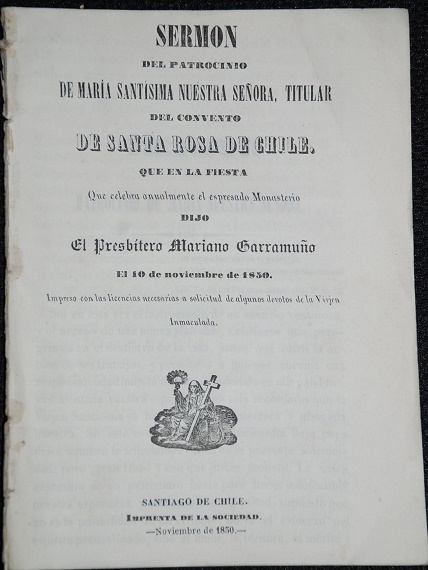 SERMON
DEL PATROCINIO
DE MARÍA SANTÍSIMA NUESTRA SEÑORA, TITULAR
DEL CONVENTO
DE SANTA ROSA DE CHILE,
QUE EN LA FIESTA
Que celebra anualmente el espresado Monasterio
DIJO
El Presbítero Mariano Garramuño
El 10 de noviembre de 1850.
Impreso con las licencias necesarias a solicitud de algunos devotos de la Virjen
Inmaculada.
SANTIAGO DE CHILE.
IMPRENTA DE LA SOCIEDAD.
—Noviembre de 1850.—